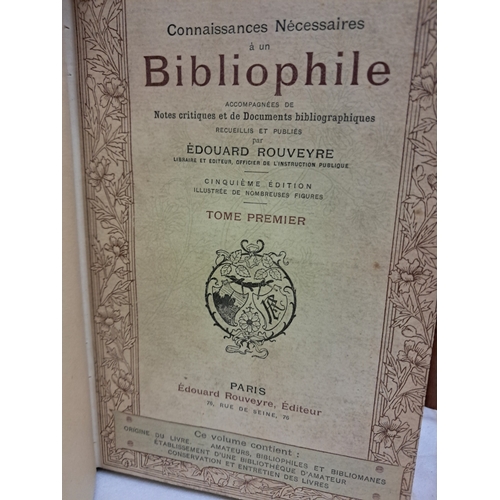 Connaissances Nécessaires
à un
Bibliophile
ACCOMPAGNÉES DE
Notes critiques et de Documents bibliographiques
RECUEILLIS ET PUBLIÉS
par
ÉDOUARD ROUVEYRE
LIBRAIRE ET ÉDITEUR, OFFICIER DE L'INSTRUCTION PUBLIQUE
CINQUIÈME ÉDITION
ILLUSTRÉE DE NOMBREUSES FIGURES
TOME PREMIER
PARIS
Édouard Rouveyre, Éditeur
76, RUE DE SEINE, 76
Ce volume contient :
ORIGINE DU LIVRE. — AMATEURS, BIBLIOPHILES ET BIBLIOMANES
ÉTABLISSEMENT D'UNE BIBLIOTHÈQUE D'AMATEUR
CONSERVATION ET ENTRETIEN DES LIVRES